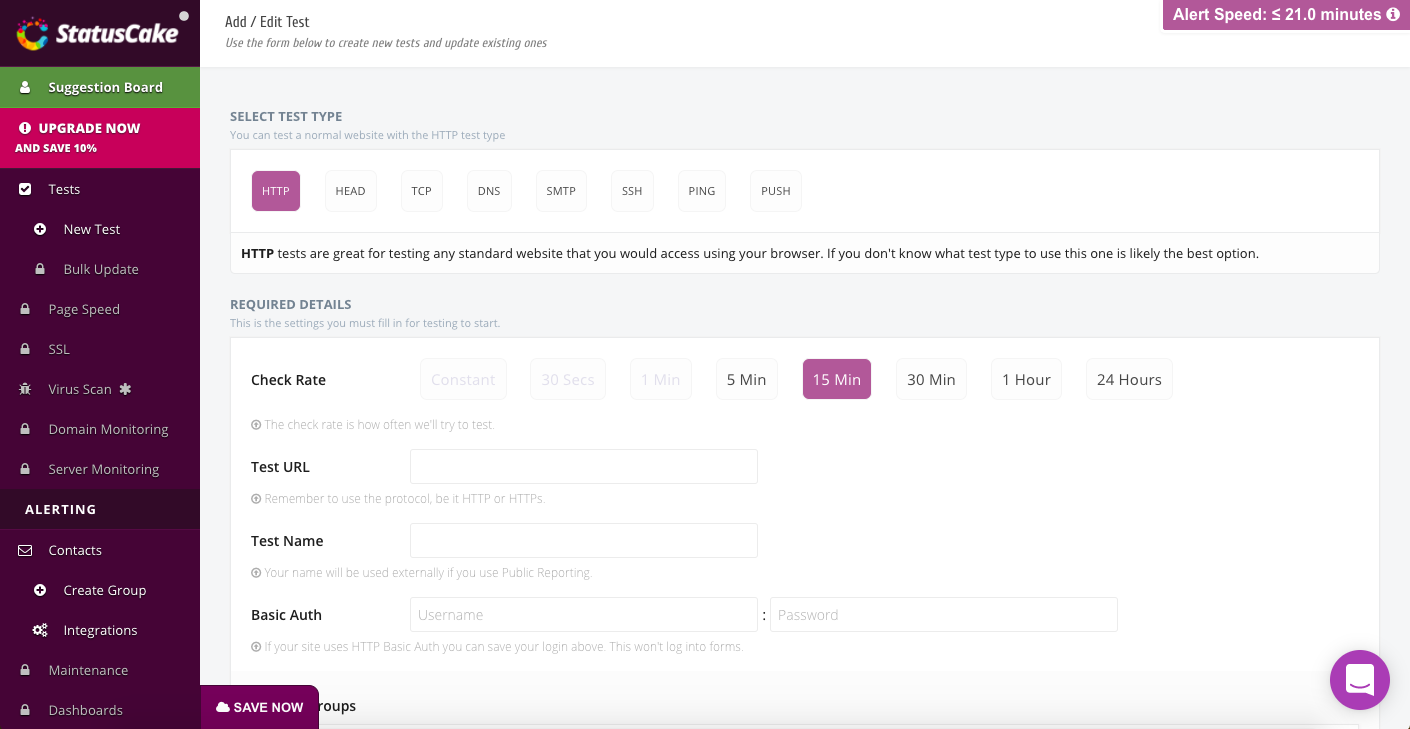 StatusCake
Suggestion Board
UPGRADE NOW
AND SAVE 10%
Tests
New Test
Bulk Update
Page Speed
SSL
Virus Scan
Domain Monitoring
Server Monitoring
ALERTING
Contacts
Create Group
Integrations
Maintenance
Dashboards
Add / Edit Test
Use the form below to create new tests and update existing ones
Alert Speed: ≤ 21.0 minutes
SELECT TEST TYPE
You can test a normal website with the HTTP test type
HTTP HEAD TCP DNS SMTP SSH PING PUSH
HTTP tests are great for testing any standard website that you would access using your browser. If you don't know what test type to use this one is likely the best option.
REQUIRED DETAILS
This is the settings you must fill in for testing to start.
Check Rate Constant 30 Secs 1 Min 5 Min 15 Min 30 Min 1 Hour 24 Hours
The check rate is how often we'll try to test.
Test URL
Remember to use the protocol, be it HTTP or HTTPs.
Test Name
Your name will be used externally if you use Public Reporting.
Basic Auth Username : Password
If your site uses HTTP Basic Auth you can save your login above. This won't log into forms.
SAVE NOW
roups